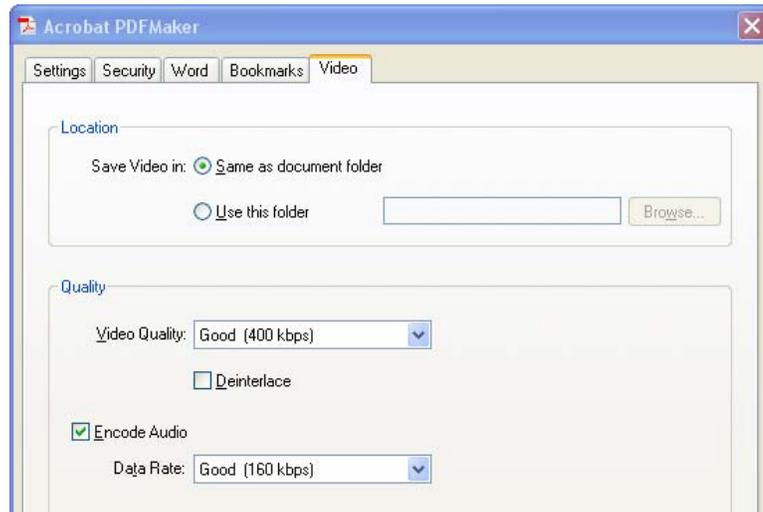 Acrobat PDFMaker
Settings Security Word Bookmarks Video
Location
Save Video in: Same as document folder
Use this folder Browse...
Quality
Video Quality: Good (400 kbps)
Deinterlace
Encode Audio
Data Rate: Good (160 kbps)